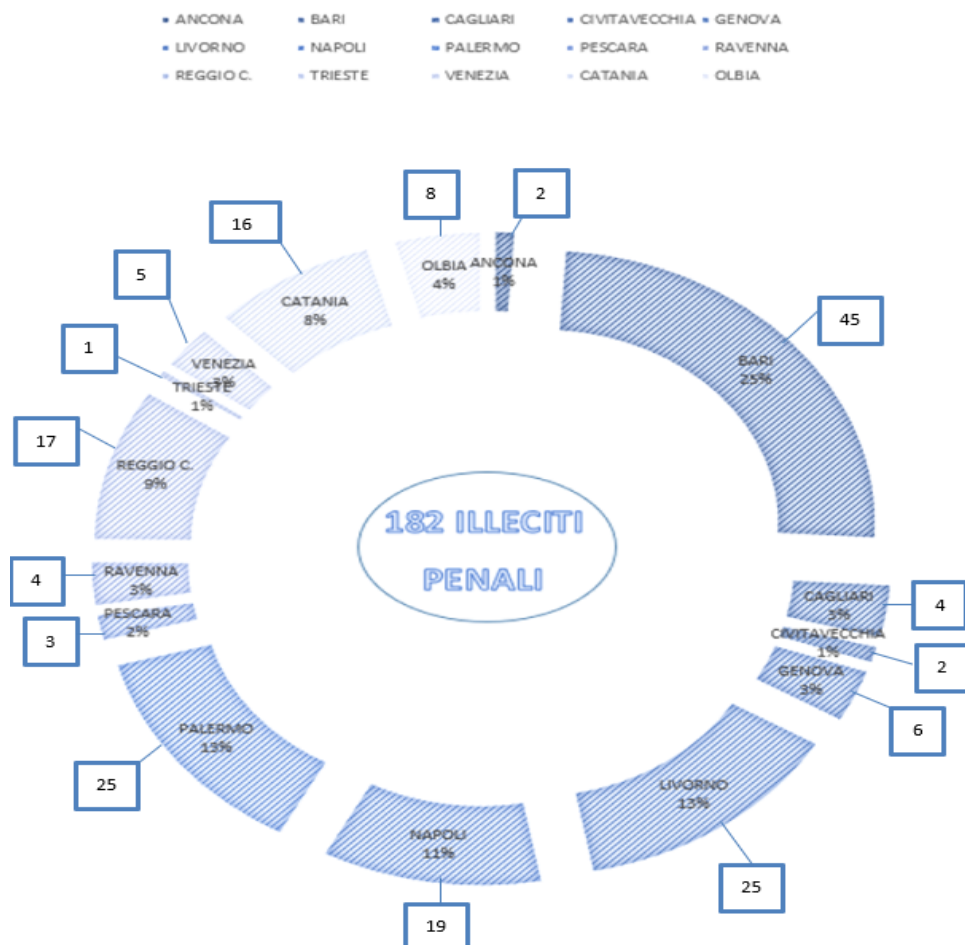 ANCONA BARI CAGLIARI CIVITAVECCHIA GENOVA
LIVORNO NAPOLI PALERMO PESCARA RAVENNA
REGGIO C. TRIESTE VENEZIA CATANIA OLBIA
8
2
16
OLBIA
4%
ANCONA
1%
5
CATANIA
8%
45
1
VENEZIA
3%
BARI
25%
TRIESTE
1%
17
REGGIO C.
9%
182 ILLECITI
PENALI
4
RAVENNA
3%
CAGLIARI
3%
4
3
PESCARA
2%
CIVITAVECCHIA
1%
2
GENOVA
3%
6
PALERMO
13%
25
LIVORNO
13%
NAPOLI
11%
25
19